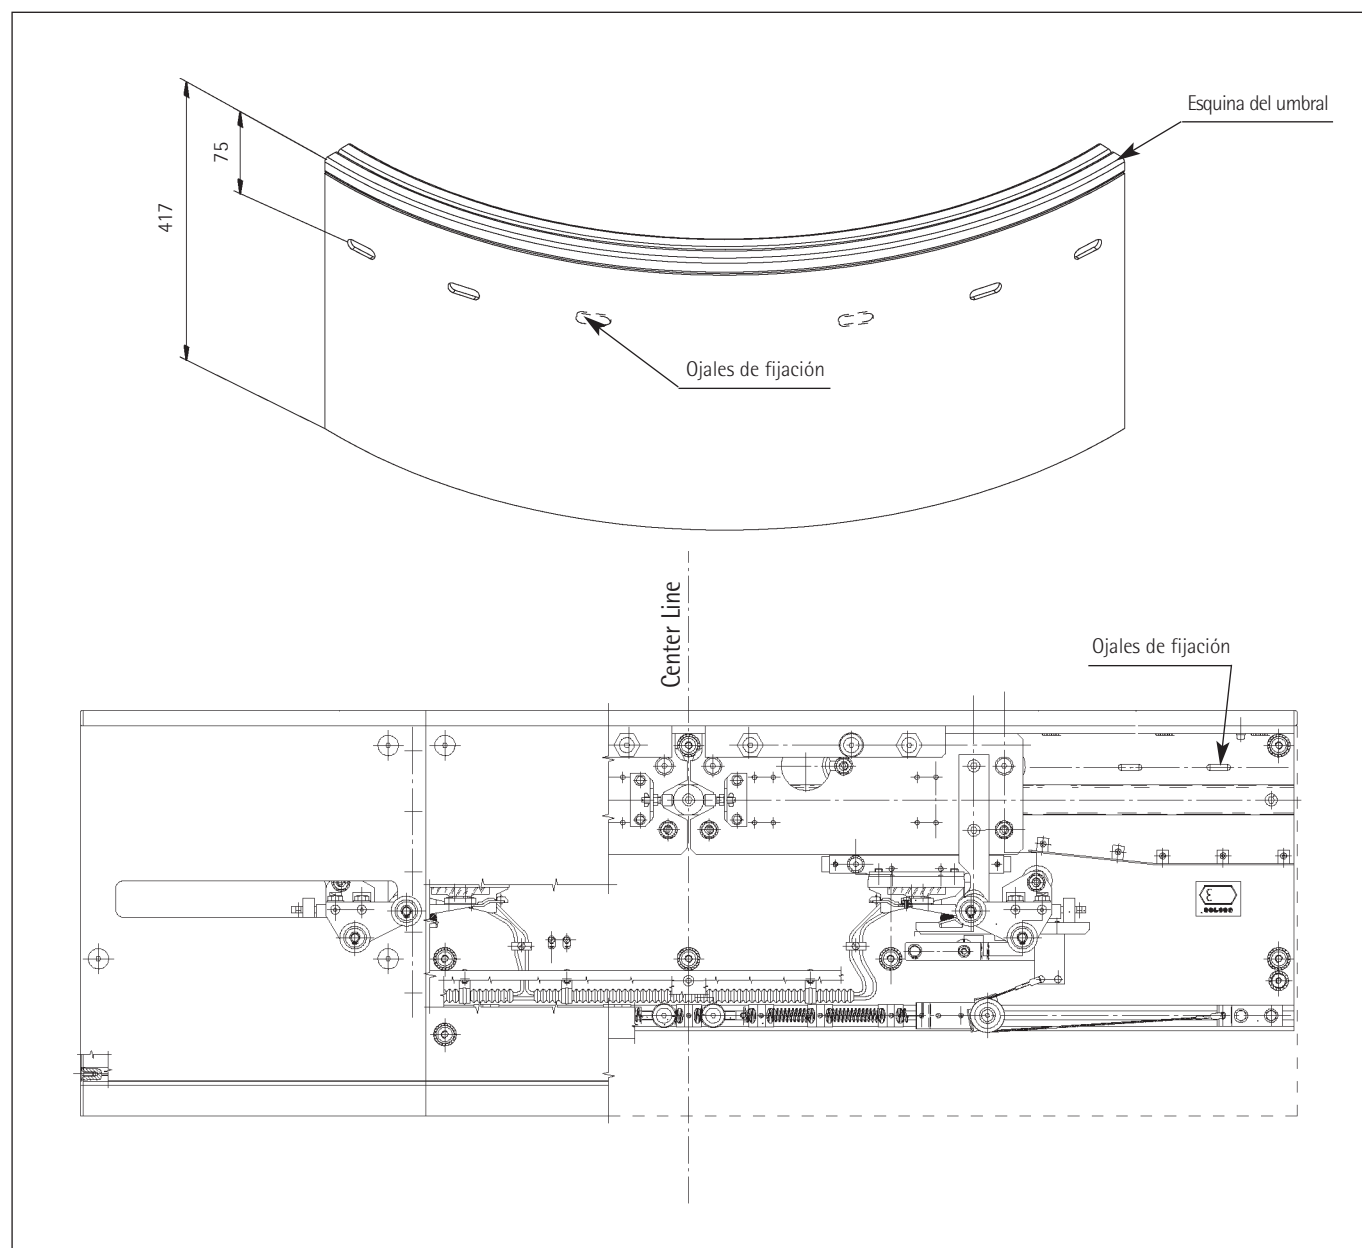 Esquina del umbral
75
417
Ojales de fijación
Center Line
Ojales de fijación